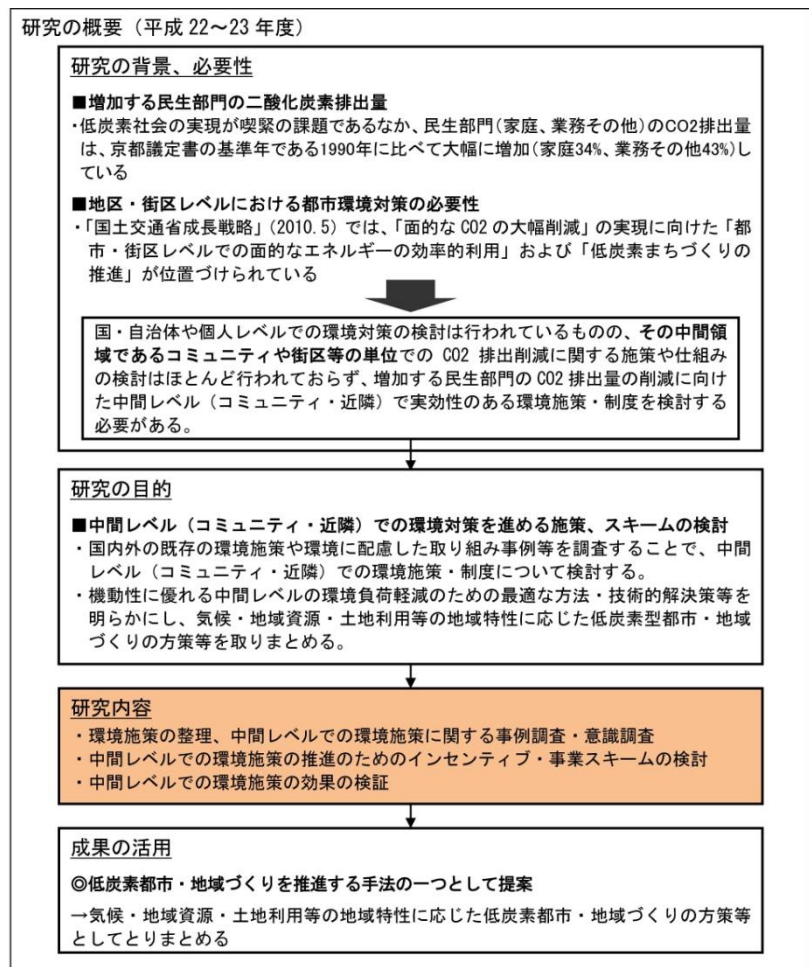 研究の概要（平成 22～23 年度）
研究の背景、必要性
■増加する民生部門の二酸化炭素排出量
・低炭素社会の実現が喫緊の課題であるなか、民生部門（家庭、業務その他）のCO2排出量
は、京都議定書の基準年である1990年に比べて大幅に増加（家庭34%、業務その他43%）し
ている
■地区・街区レベルにおける都市環境対策の必要性
・「国土交通省成長戦略」（2010.5）では、「面的な CO2 の大幅削減」の実現に向けた「都
市・街区レベルでの面的なエネルギーの効率的利用」および「低炭素まちづくりの
推進」が位置づけられている
国・自治体や個人レベルでの環境対策の検討は行われているものの、その中間領
域であるコミュニティや街区等の単位での CO2 排出削減に関する施策や仕組み
の検討はほとんど行われておらず、増加する民生部門の CO2 排出量の削減に向
けた中間レベル（コミュニティ・近隣）で実効性のある環境施策・制度を検討する
必要がある。
研究の目的
■中間レベル（コミュニティ・近隣）での環境対策を進める施策、スキームの検討
・国内外の既存の環境施策や環境に配慮した取り組み事例等を調査することで、中間
レベル（コミュニティ・近隣）での環境施策・制度について検討する。
・機動性に優れる中間レベルの環境負荷軽減のための最適な方法・技術的解決策等を
明らかにし、気候・地域資源・土地利用等の地域特性に応じた低炭素型都市・地域
づくりの方策等を取りまとめる。
研究内容
・環境施策の整理、中間レベルでの環境施策に関する事例調査・意識調査
・中間レベルでの環境施策の推進のためのインセンティブ・事業スキームの検討
・中間レベルでの環境施策の効果の検証
成果の活用
◎低炭素都市・地域づくりを推進する手法の一つとして提案
→気候・地域資源・土地利用等の地域特性に応じた低炭素都市・地域づくりの方策等
としてとりまとめる